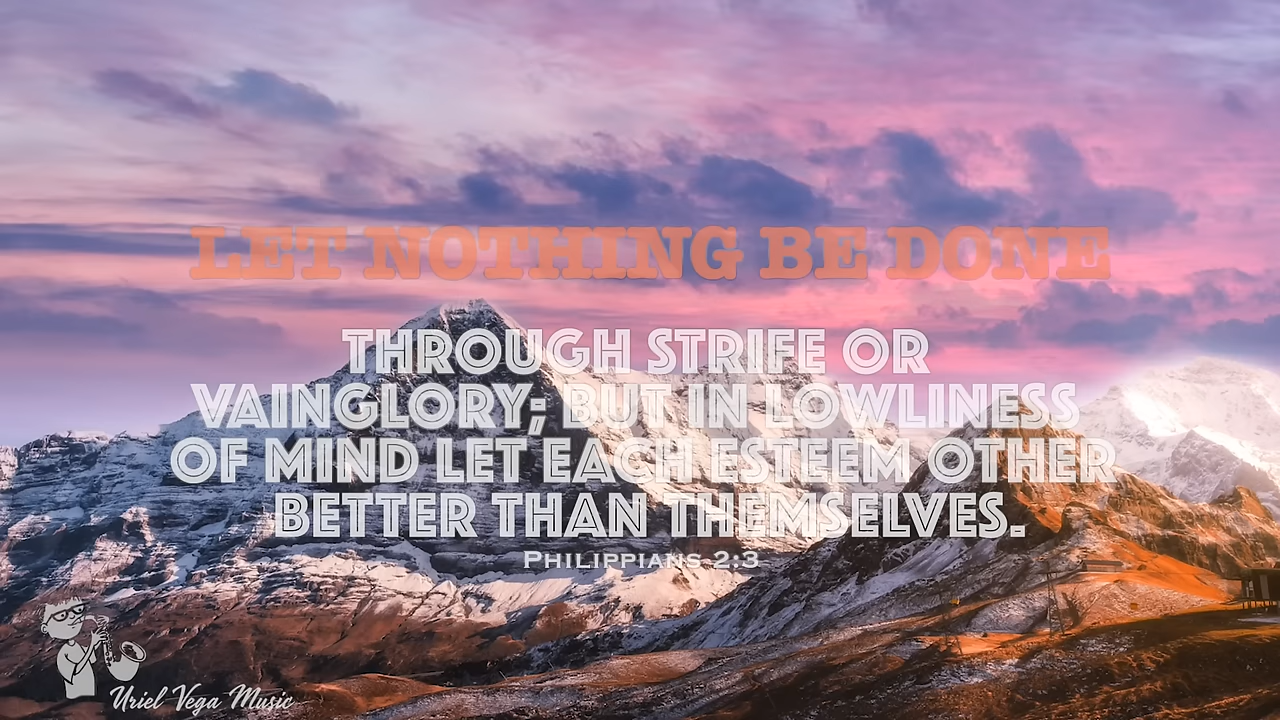 LET NOTHING BE DONE
THROUGH STRIFE OR
VAINGLORY; BUT IN LOWLINESS
OF MIND LET EACH ESTEEM OTHER
BETTER THAN THEMSELVES.
PHILIPPIANS 2:3
Uriel Vega Music